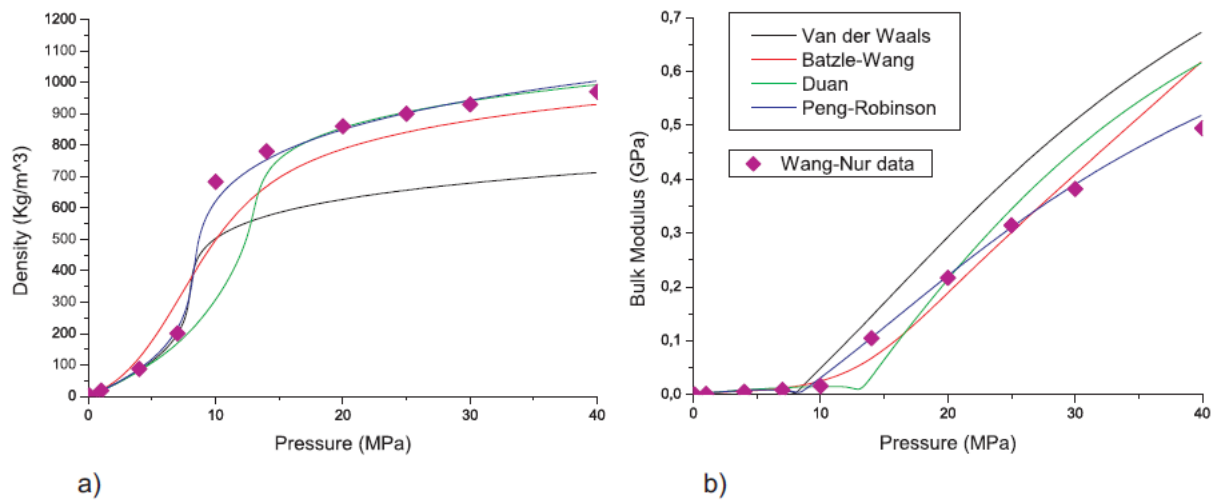 1200
1100
1000
900
800
700
600
500
400
300
200
100
0
Density (Kg/m^3)
0 10 20 30 40
Pressure (MPa)
a)
0,7
0,6
0,5
0,4
0,3
0,2
0,1
0,0
Bulk Modulus (GPa)
Van der Waals
Batzle-Wang
Duan
Peng-Robinson
Wang-Nur data
0 10 20 30 40
Pressure (MPa)
b)